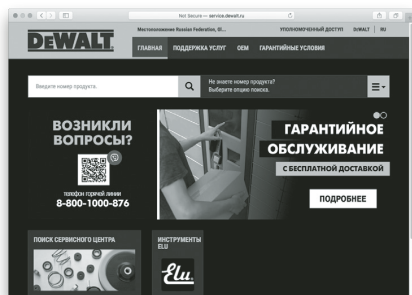 Not Secure — service.dewalt.ru
DEWALT
Местоположение Russian Federation, Sf...
УПОЛНОМОЧЕННЫЙ ДОСТУП
DeWALT
RU
ГЛАВНАЯ ПОДДЕРЖКА УСЛУГ OEM ГАРАНТИЙНЫЕ УСЛОВИЯ
Введите номер продукта.
Не знаете номер продукта?
Выберите опцию поиска.
ВОЗНИКЛИ
ВОПРОСЫ?
телефон горячей линии
8-800-1000-876
ГАРАНТИЙНОЕ
ОБСЛУЖИВАНИЕ
С БЕСПЛАТНОЙ ДОСТАВКОЙ
ПОДРОБНЕЕ
ПОИСК СЕРВИСНОГО ЦЕНТРА
ИНСТРУМЕНТЫ
ELU
Elu